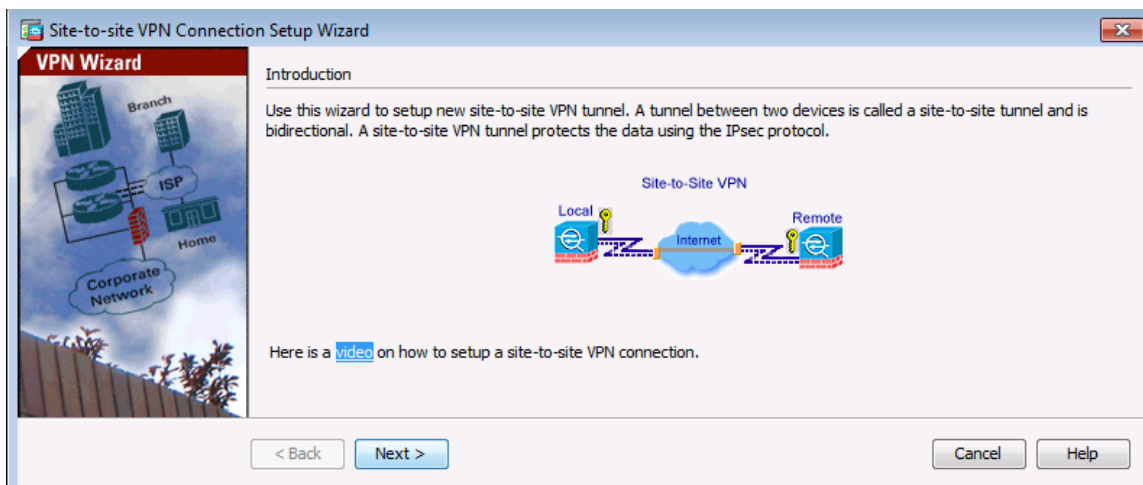 Site-to-site VPN Connection Setup Wizard
VPN Wizard
Branch
ISP
Home
Corporate
Network
Introduction
Use this wizard to setup new site-to-site VPN tunnel. A tunnel between two devices is called a site-to-site tunnel and is
bidirectional. A site-to-site VPN tunnel protects the data using the IPsec protocol.
Site-to-Site VPN
Local
Remote
Internet
Here is a video on how to setup a site-to-site VPN connection.
< Back
Next >
Cancel
Help